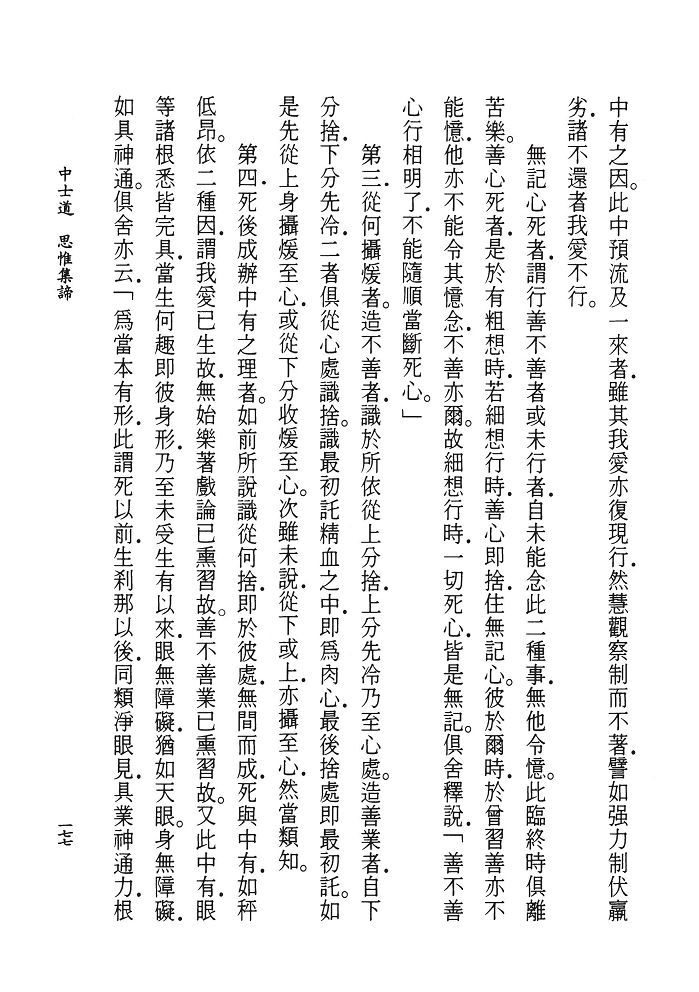 中有之因。此中預流及一來者．雖其我愛亦復現行．然慧觀察制而不著．譬如强力制伏羸
劣．諸不還者我愛不行。
無記心死者．謂行善不善者或未行者．自未能念此二種事．無他令憶。此臨終時俱離
苦樂。善心死者．是於有粗想時．若細想行時．善心即捨．住無記心。彼於爾時．於曾習善亦不
能憶．他亦不能令其憶念．不善亦爾。故細想行時．一切死心．皆是無記。俱舍釋說．「善不善
心行相明了．不能隨順當斷死心。」
第三．從何攝煖者。造不善者．識於所依從上分捨．上分先冷乃至心處。造善業者．自下
分捨．下分先冷．二者俱從心處識捨。識最初託精血之中．即爲肉心．最後捨處即最初託。如
是先從上身攝煖至心．或從下分收煖至心。次雖未說．從下或上．亦攝至心．然當類知。
第四．死後成辦中有之理者。如前所說識從何捨．即於彼處．無間而成．死與中有．如秤
低昂。依二種因．謂我愛已生故．無始樂著戲論已熏習故。善不善業已熏習故。又此中有．眼
等諸根悉皆完具．當生何趣即彼身形．乃至未受生有以來．眼無障礙．猶如天眼。身無障礙．
如具神通。俱舍亦云．「爲當本有形．此謂死以前．生刹那以後．同類淨眼見．具業神通力．根
中士道　思惟集諦
一七七